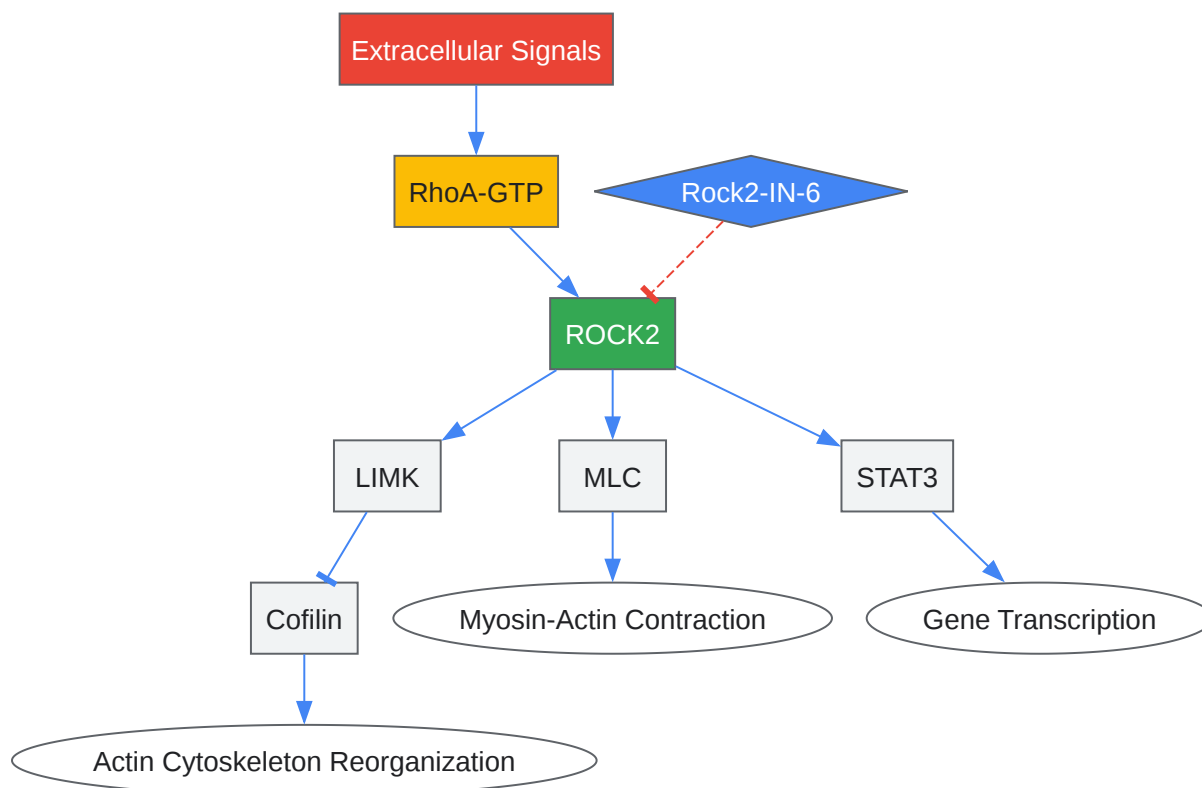 Extracellular Signals
RhoA-GTP
Rock2-IN-6
ROCK2
LIMK
MLC
STAT3
Cofilin
Myosin-Actin Contraction
Gene Transcription
Actin Cytoskeleton Reorganization